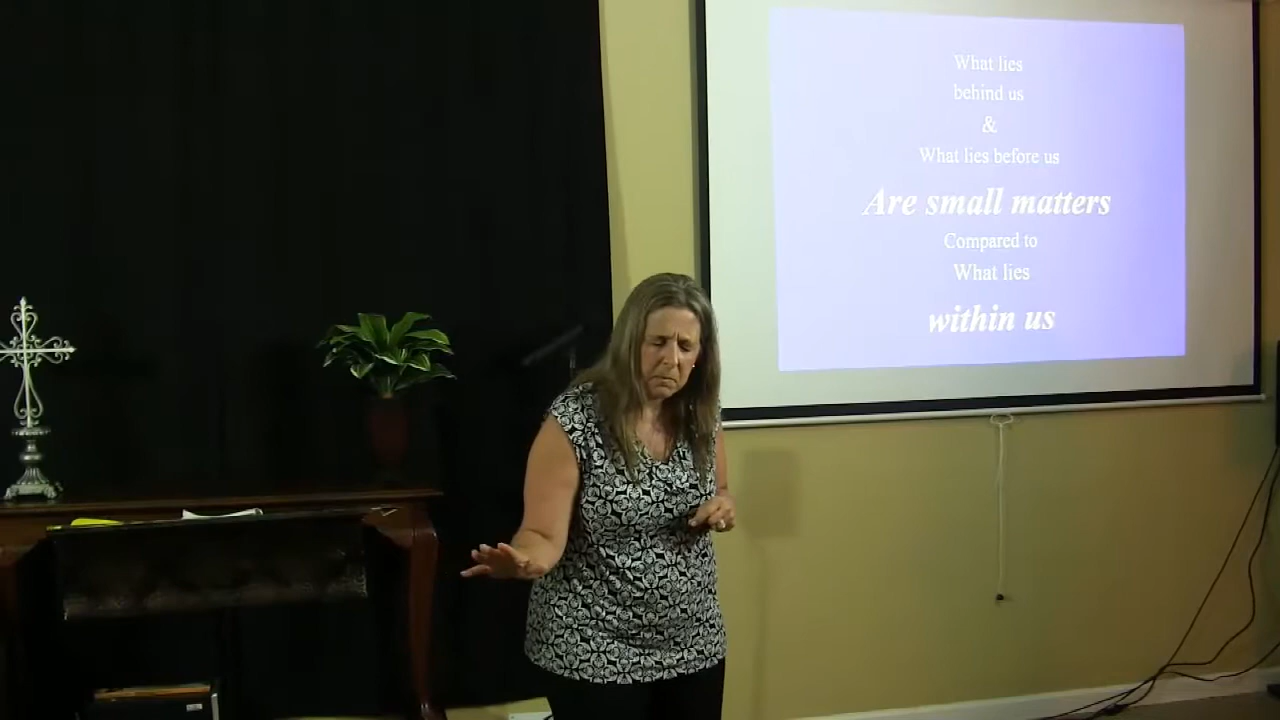 What lies
behind us
&
What lies before us
Are small matters
Compared to
What lies
within us